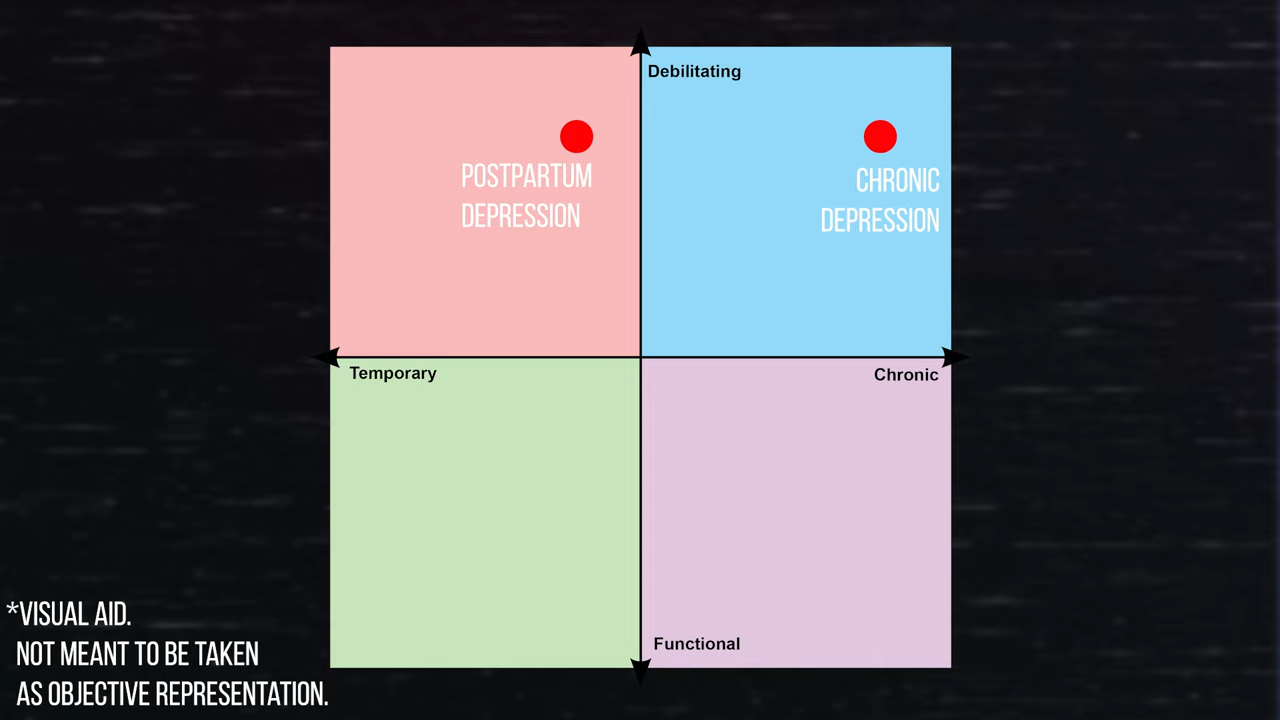 Debilitating
POSTPARTUM
DEPRESSION
CHRONIC
DEPRESSION
Temporary
Chronic
Functional
*VISUAL AID.
NOT MEANT TO BE TAKEN
AS OBJECTIVE REPRESENTATION.